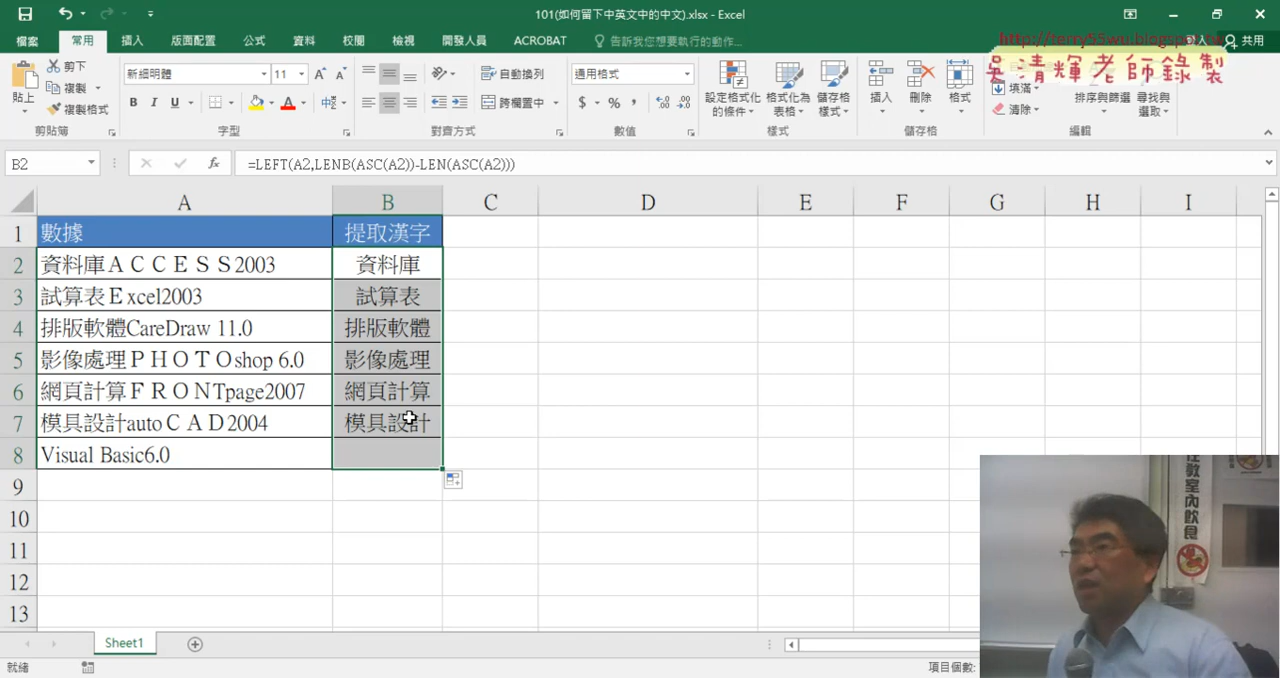 101(如何留下中英文中的中文).xlsx - Excel
檔案 常用 插入 版面配置 公式 資料 校閱 檢視 開發人員 ACROBAT 告訴我您想要執行的動作... 登入 共用
http://terry55wu.blogspot.tw
吳清輝老師錄製
貼上 剪下 複製 複製格式 剪貼簿
新細明體 11 字型
自動換列 跨欄置中 對齊方式
通用格式 數值
設定格式化的條件 格式化為表格 儲存格樣式 樣式
插入 刪除 格式 儲存格
填滿 清除 排序與篩選 尋找與選取 編輯
B2 fx =LEFT(A2,LENB(ASC(A2))-LEN(ASC(A2)))
A B C D E F G H I
1 數據 提取漢字
2 資料庫ＡＣＣＥＳＳ2003 資料庫
3 試算表Ｅxcel2003 試算表
4 排版軟體CareDraw 11.0 排版軟體
5 影像處理ＰＨＯＴＯshop 6.0 影像處理
6 網頁計算ＦＲＯＮTpage2007 網頁計算
7 模具設計autoＣＡＤ2004 模具設計
8 Visual Basic6.0
9
10
11
12
13
教室內飲食
Sheet1
就緒 項目個數: